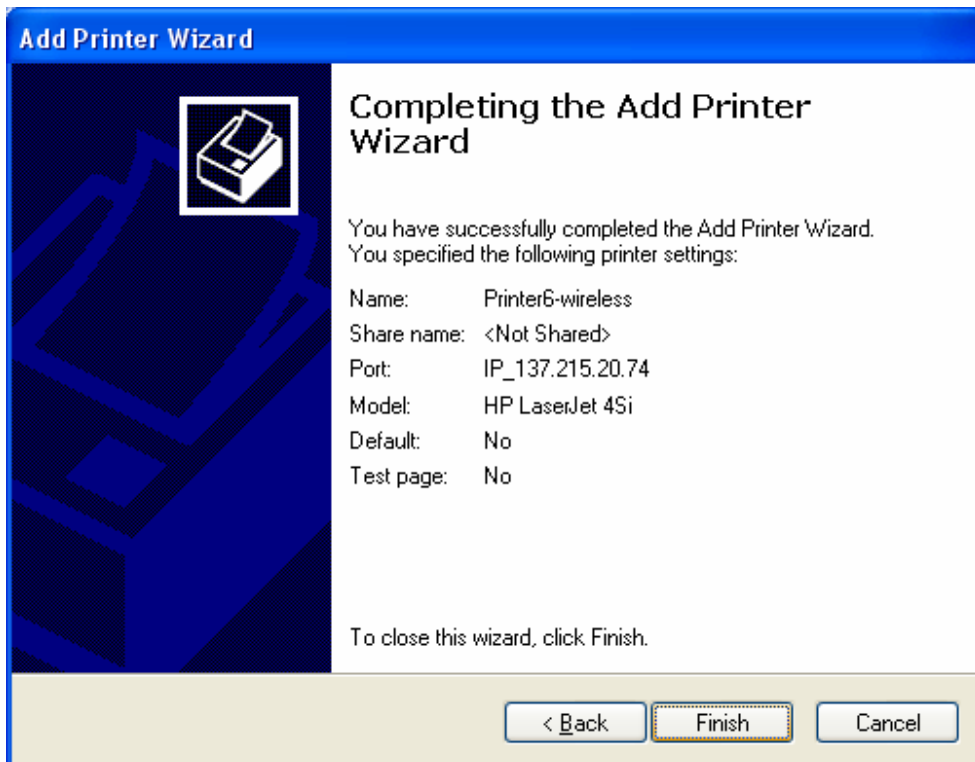 Add Printer Wizard
Completing the Add Printer
Wizard
You have successfully completed the Add Printer Wizard.
You specified the following printer settings:
Name: Printer6-wireless
Share name: <Not Shared>
Port: IP_137.215.20.74
Model: HP LaserJet 4Si
Default: No
Test page: No
To close this wizard, click Finish.
< Back Finish Cancel